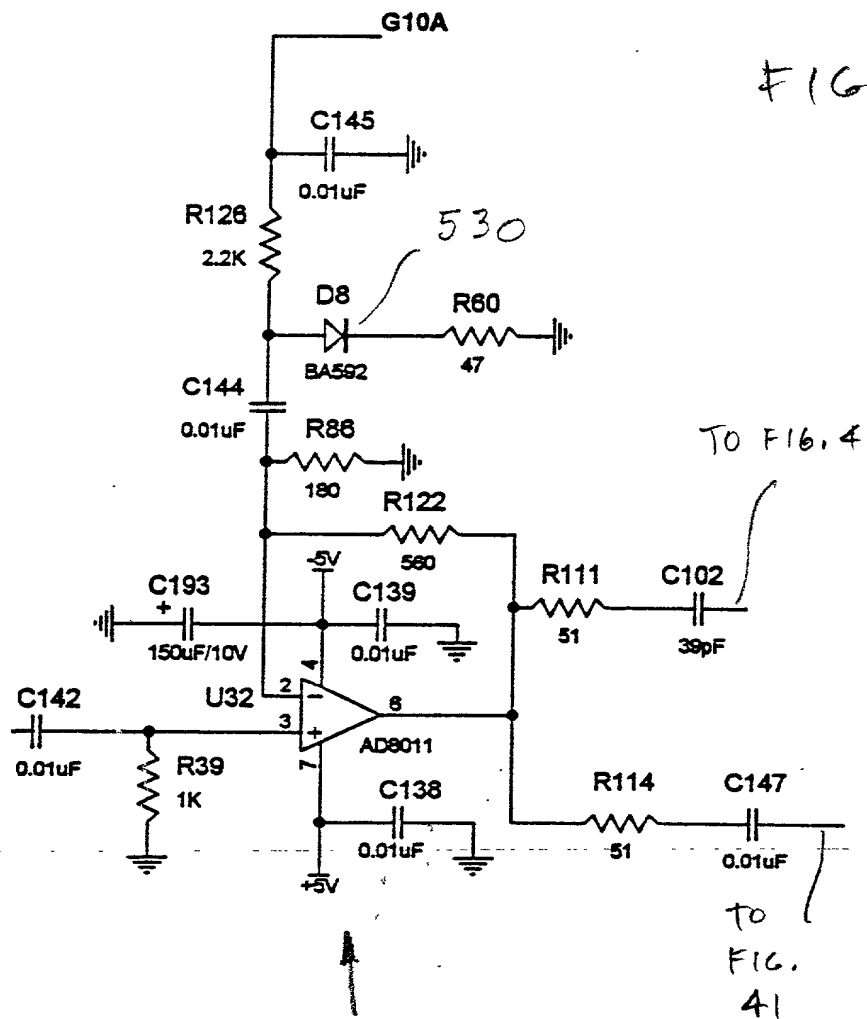 G10A
FIG
C145
0.01uF
R126
2.2K
530
D8
R60
BA592
47
C144
0.01uF
R86
180
TO FIG. 4
R122
560
-5V
R111
C102
51
39pF
C193
+
150uF/10V
C139
0.01uF
4
U32
2
-
6
C142
3
+
AD8011
0.01uF
7
R39
1K
C138
0.01uF
R114
C147
51
0.01uF
+5V
TO
FIG.
41